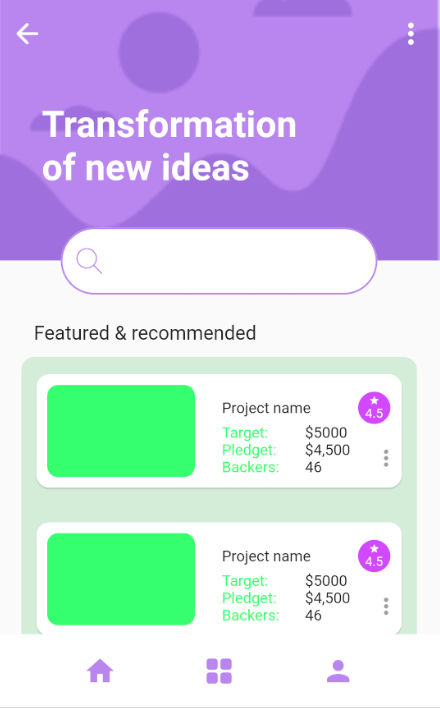 Transformation
of new ideas
Featured & recommended
Project name
4.5
Target: $5000
Pledget: $4,500
Backers: 46
Project name
4.5
Target: $5000
Pledget: $4,500
Backers: 46